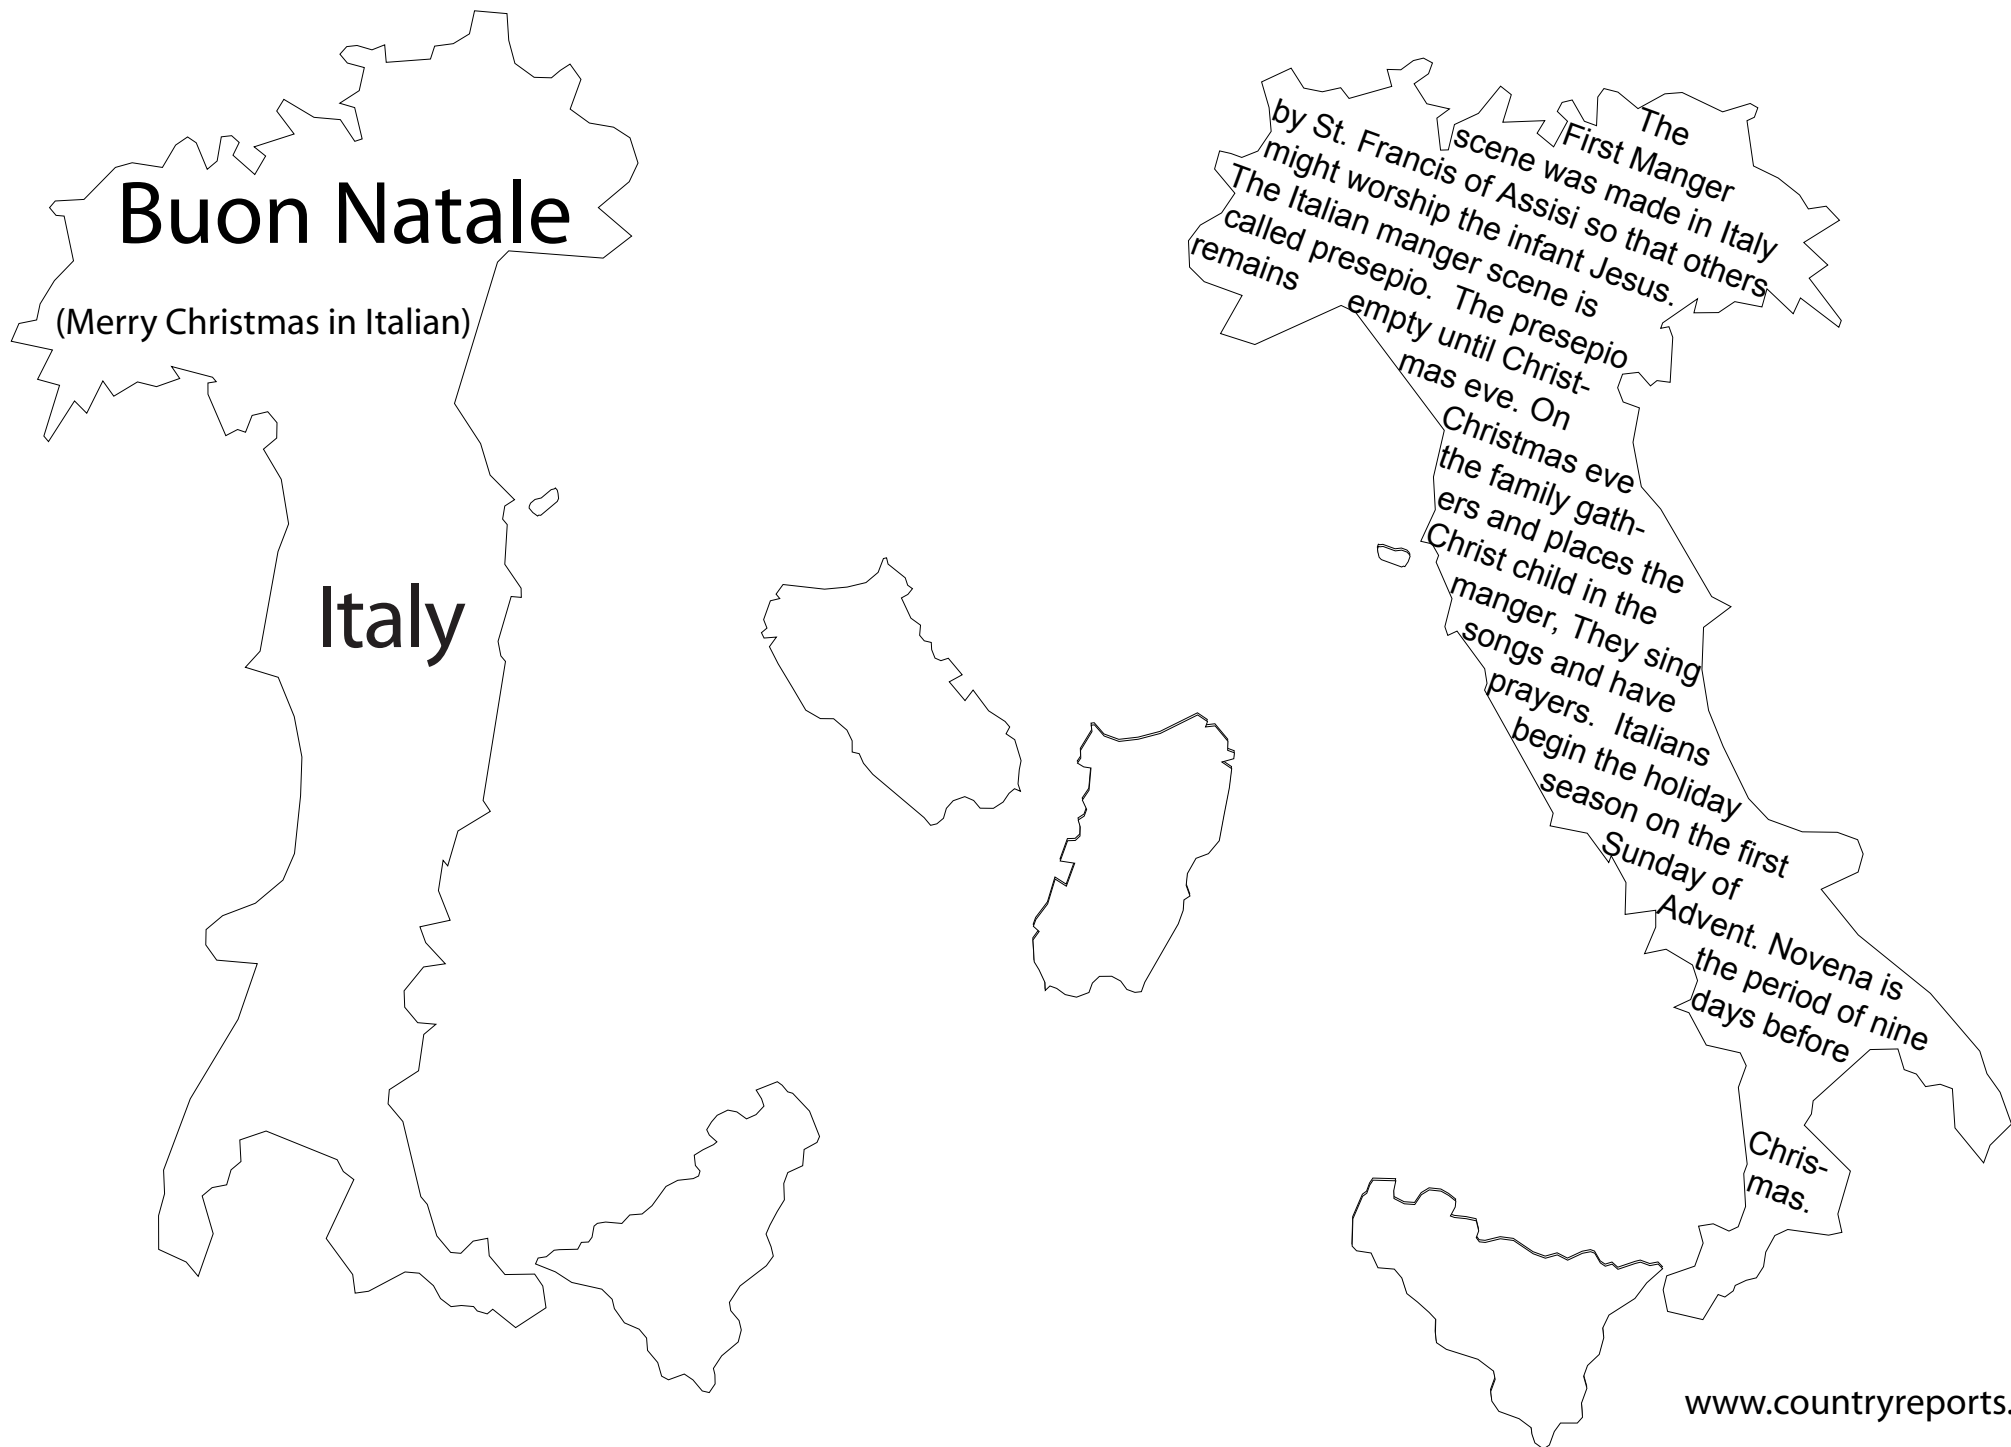 Buon Natale
(Merry Christmas in Italian)
Italy
The
First Manger
scene was made in Italy
by St. Francis of Assisi so that others
might worship the infant Jesus.
The Italian manger scene is
called presepio. The presepio
remains empty until Christ-
mas eve. On
Christmas eve
the family gath-
ers and places the
Christ child in the
manger, They sing
songs and have
prayers. Italians
begin the holiday
season on the first
Sunday of
Advent. Novena is
the period of nine
days before
Chris-
mas.
www.countryreports.